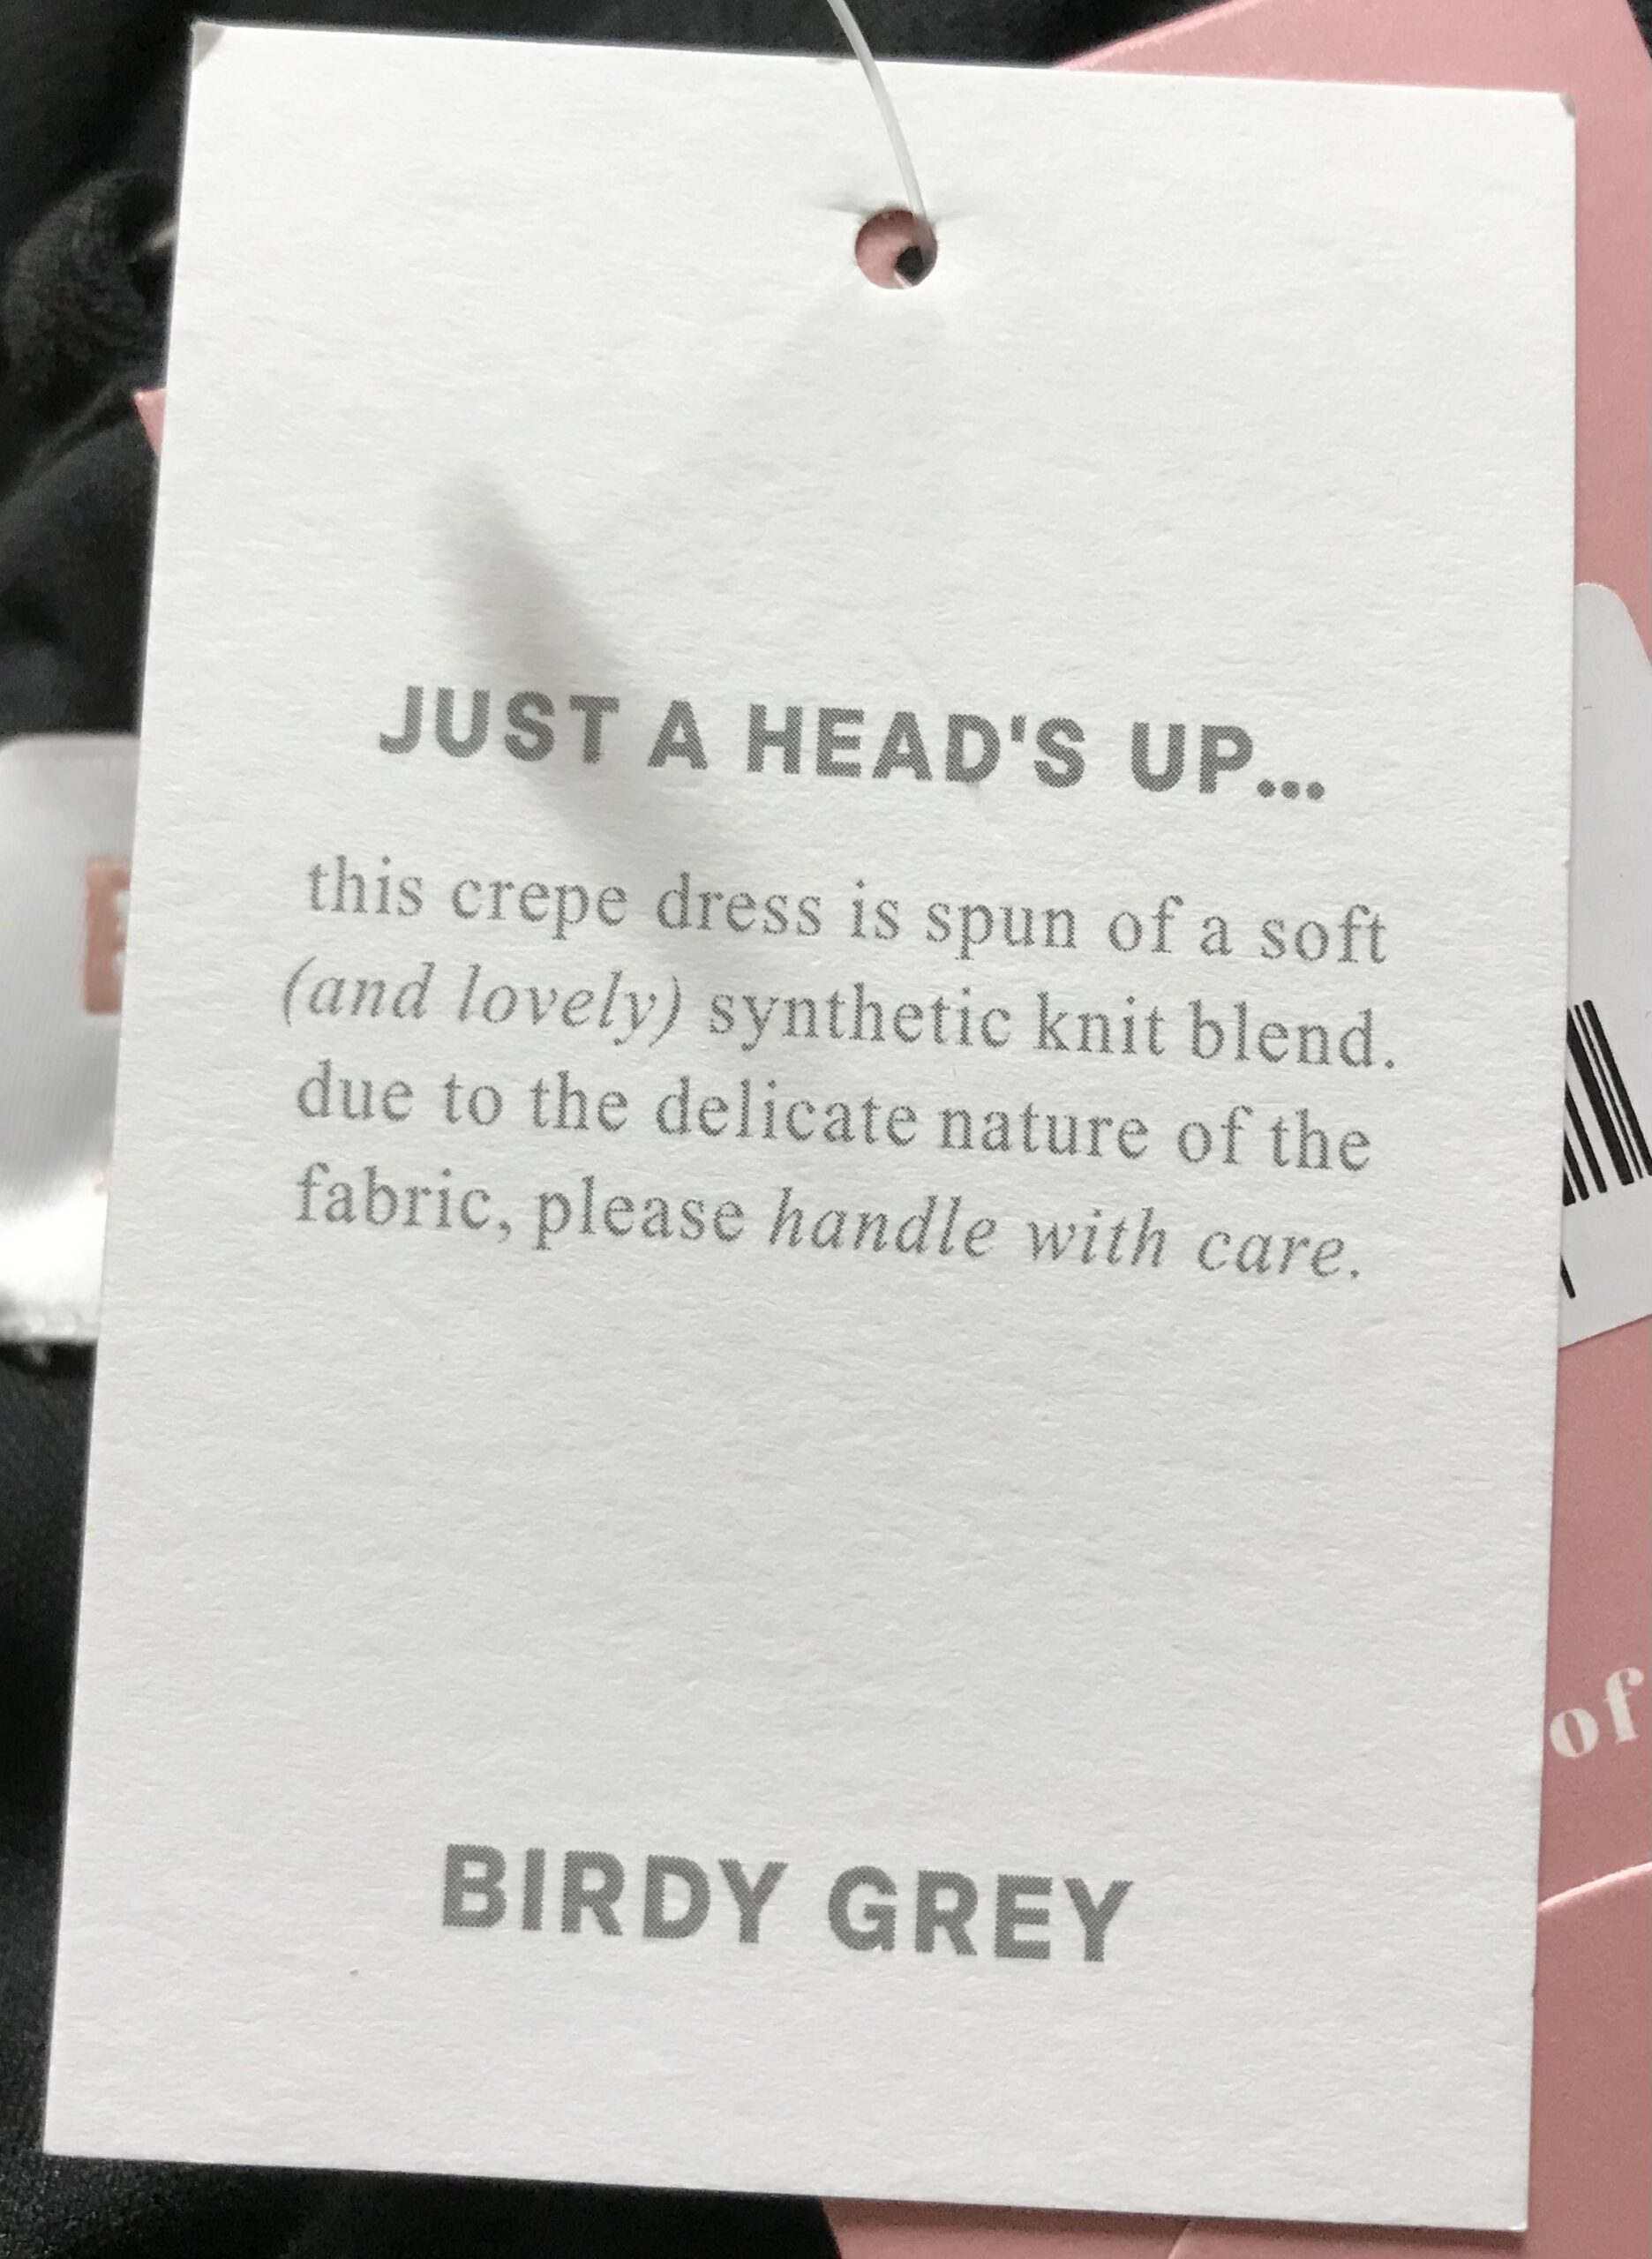 JUST A HEAD'S UP...
this crepe dress is spun of a soft
(and lovely) synthetic knit blend.
due to the delicate nature of the
fabric, please handle with care.
of
BIRDY GREY